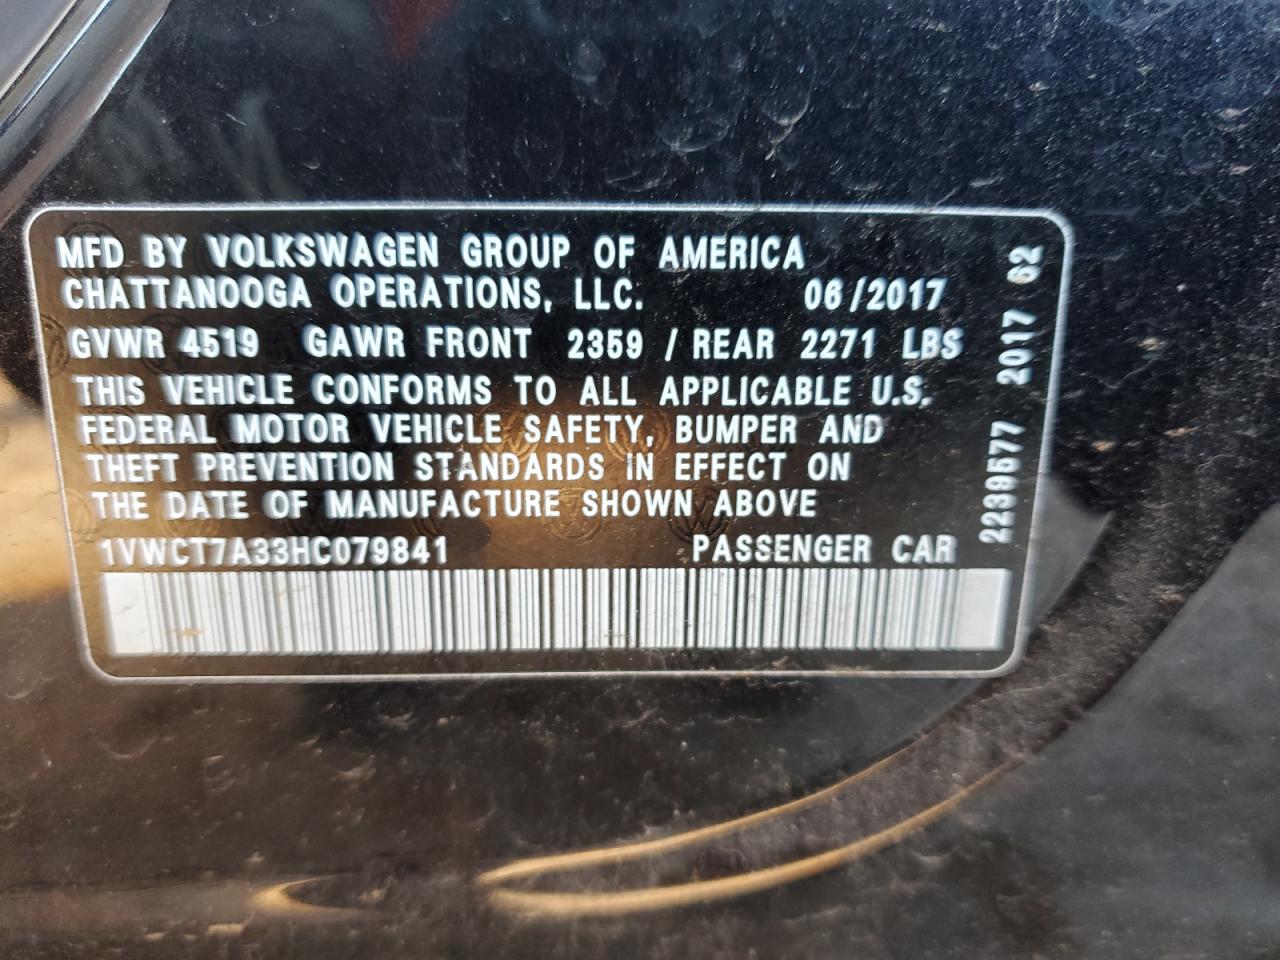 MFD BY VOLKSWAGEN GROUP OF AMERICA
CHATTANOOGA OPERATIONS, LLC. 06/2017
GVWR 4519 GAWR FRONT 2359 / REAR 2271 LBS
THIS VEHICLE CONFORMS TO ALL APPLICABLE U.S.
FEDERAL MOTOR VEHICLE SAFETY, BUMPER AND
THEFT PREVENTION STANDARDS IN EFFECT ON
THE DATE OF MANUFACTURE SHOWN ABOVE
1VWCT7A33HC079841 PASSENGER CAR
2239577 2017 62